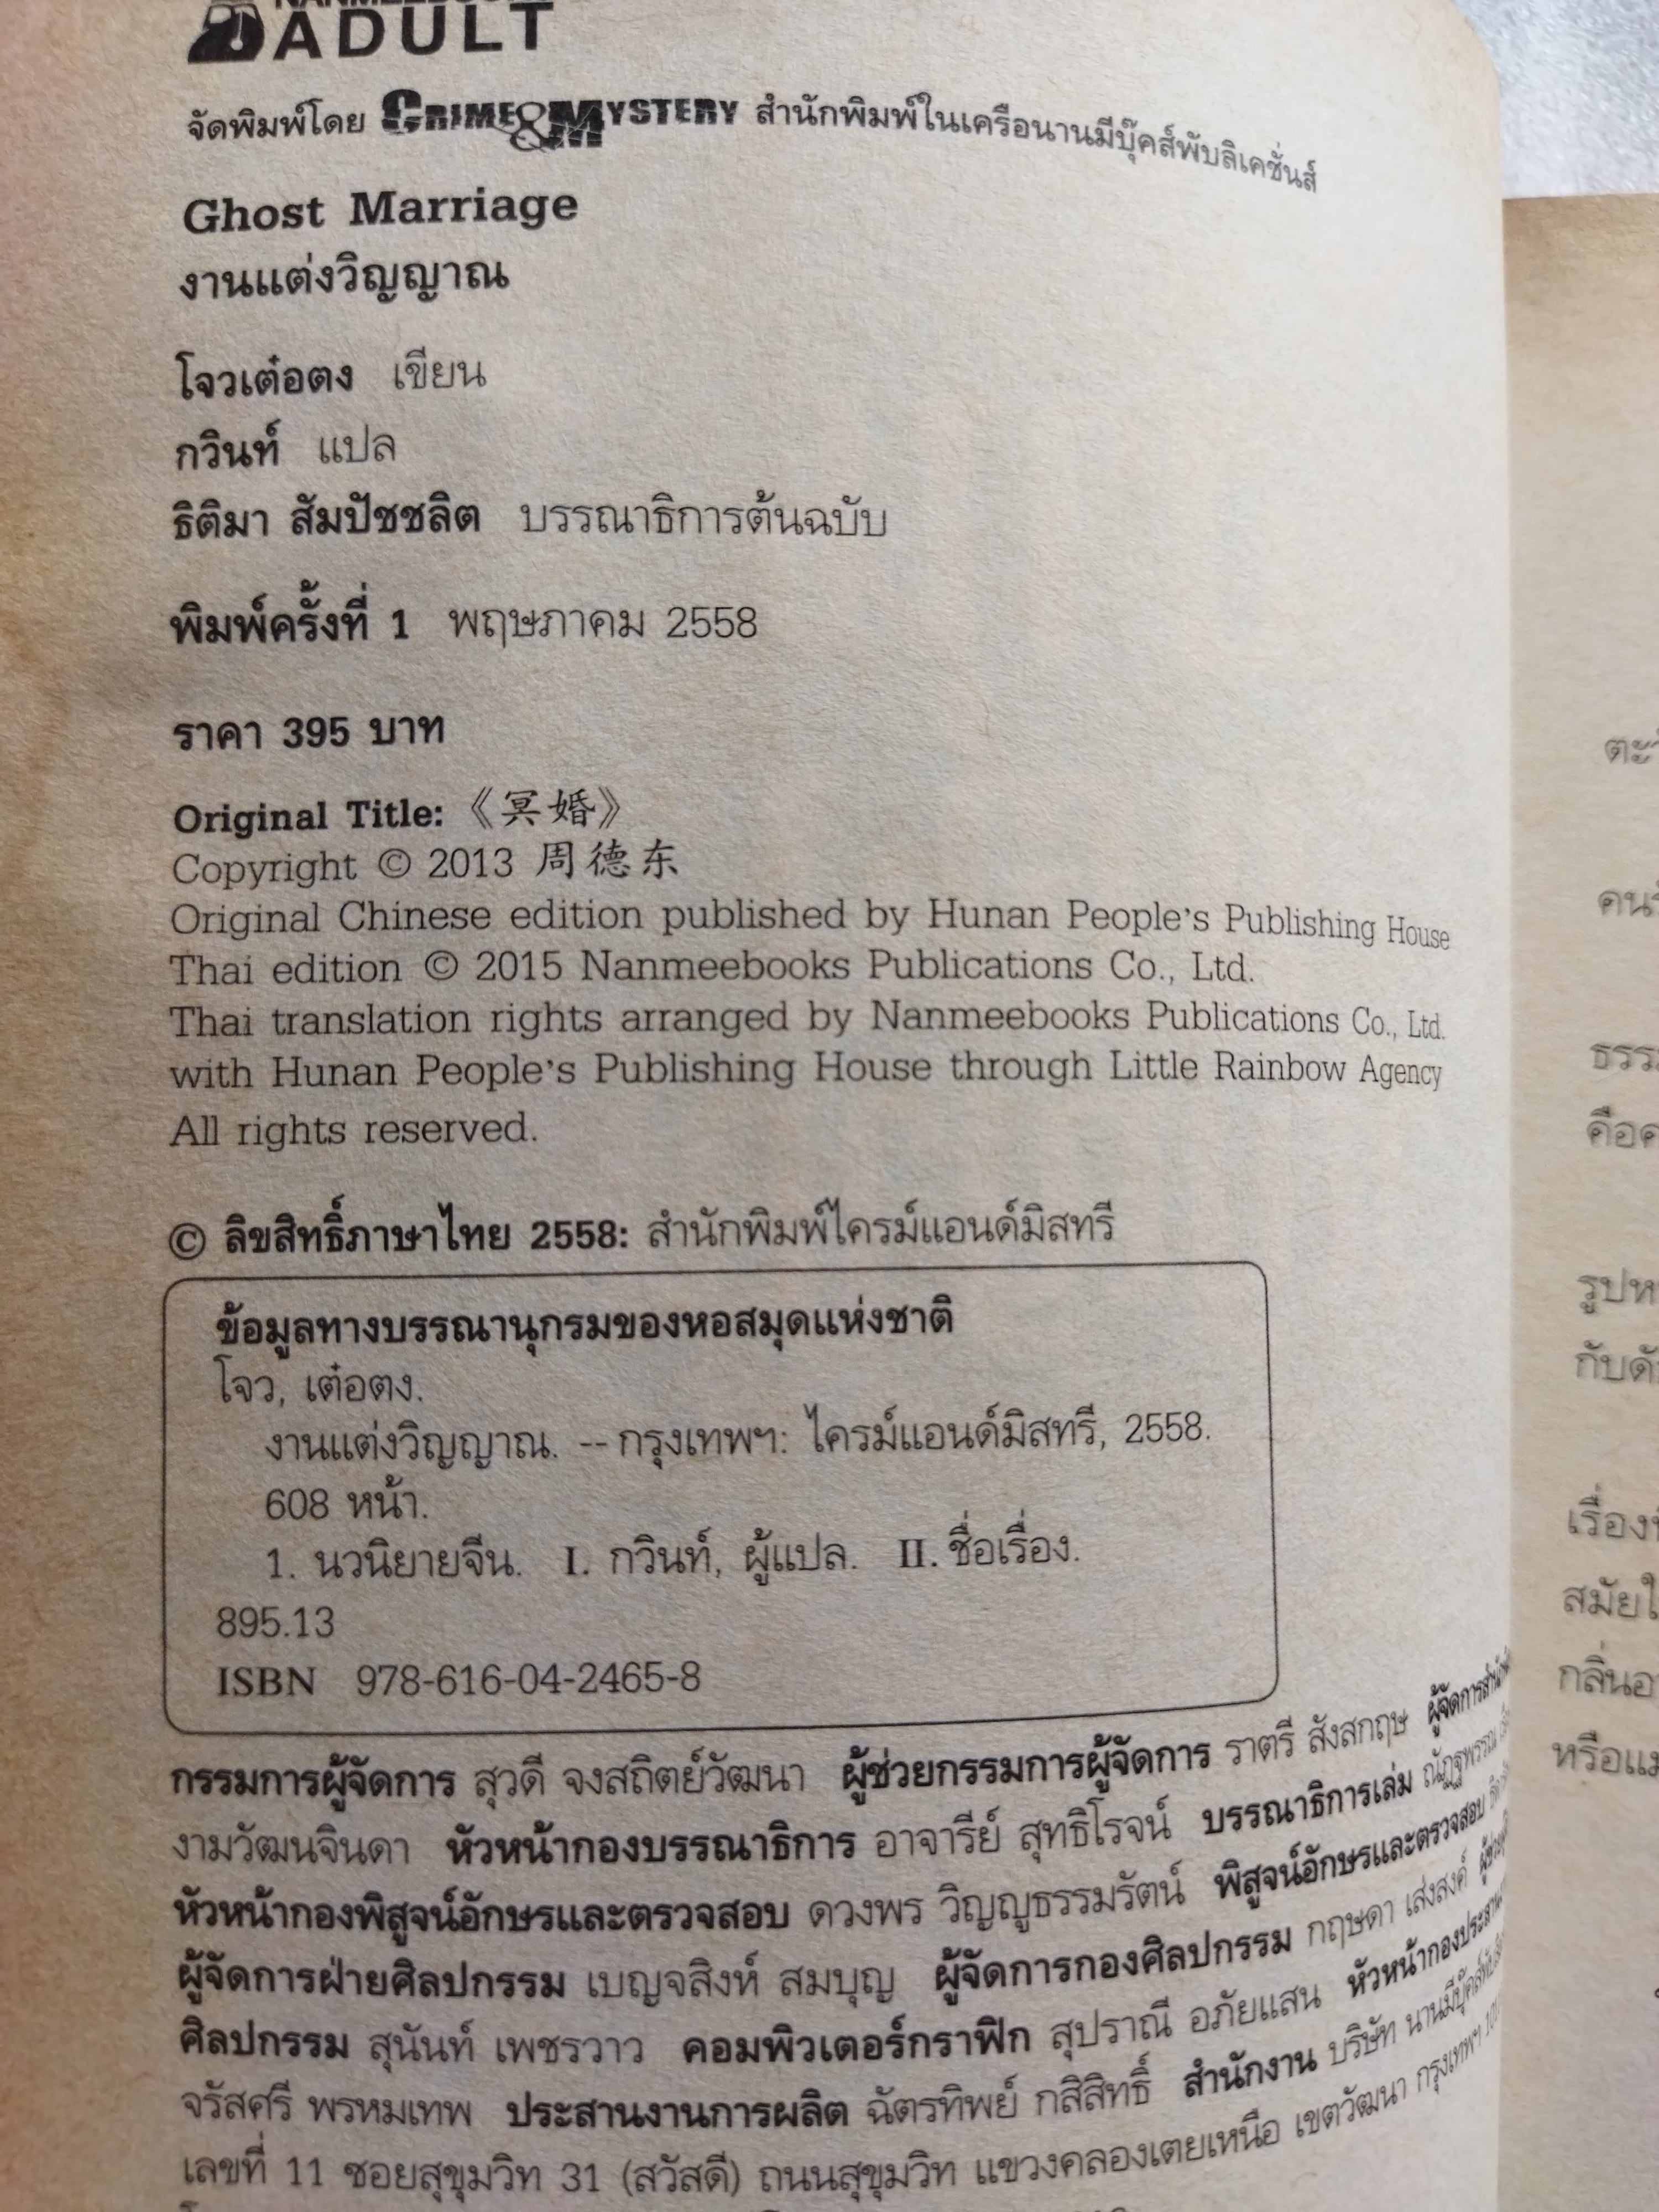 ADULT
จัดพิมพ์โดย CRIME & MYSTERY สำนักพิมพ์ในเครือนานมีบุ๊คส์พับลิเคชั่นส์
Ghost Marriage
งานแต่งวิญญาณ
โจวเต๋อตง เขียน
กวินท์ แปล
ธิติมา สัมปัชชลิต บรรณาธิการต้นฉบับ
พิมพ์ครั้งที่ 1 พฤษภาคม 2558
ราคา 395 บาท
Original Title: 《冥婚》
Copyright © 2013 周德东
Original Chinese edition published by Hunan People's Publishing House
Thai edition © 2015 Nanmeebooks Publications Co., Ltd.
Thai translation rights arranged by Nanmeebooks Publications Co., Ltd.
with Hunan People's Publishing House through Little Rainbow Agency
All rights reserved.
© ลิขสิทธิ์ภาษาไทย 2558: สำนักพิมพ์ไครม์แอนด์มิสทรี
ข้อมูลทางบรรณานุกรมของหอสมุดแห่งชาติ
โจว, เต๋อตง.
งานแต่งวิญญาณ. -- กรุงเทพฯ: ไครม์แอนด์มิสทรี, 2558.
608 หน้า.
1. นวนิยายจีน. I. กวินท์, ผู้แปล. II. ชื่อเรื่อง.
895.13
ISBN 978-616-04-2465-8
กรรมการผู้จัดการ สุวดี จงสถิตย์วัฒนา ผู้ช่วยกรรมการผู้จัดการ ราตรี สังสกฤษ
งามวัฒนจินดา หัวหน้ากองบรรณาธิการ อาจารีย์ สุทธิโรจน์ บรรณาธิการเล่ม
หัวหน้ากองพิสูจน์อักษรและตรวจสอบ ดวงพร วิญญูธรรมรัตน์ พิสูจน์อักษรและตรวจสอบ
ผู้จัดการฝ่ายศิลปกรรม เบญจสิงห์ สมบุญ ผู้จัดการกองศิลปกรรม กฤษดา เส่งสงค์
ศิลปกรรม สุนันท์ เพชรวาว คอมพิวเตอร์กราฟิก สุปราณี อภัยแสน
จรัสศรี พรหมเทพ ประสานงานการผลิต ฉัตรทิพย์ กสิสิทธิ์ สำนักงาน บริษัท
เลขที่ 11 ซอยสุขุมวิท 31 (สวัสดี) ถนนสุขุมวิท แขวงคลองเตยเหนือ เขตวัฒนา กรุงเทพฯ